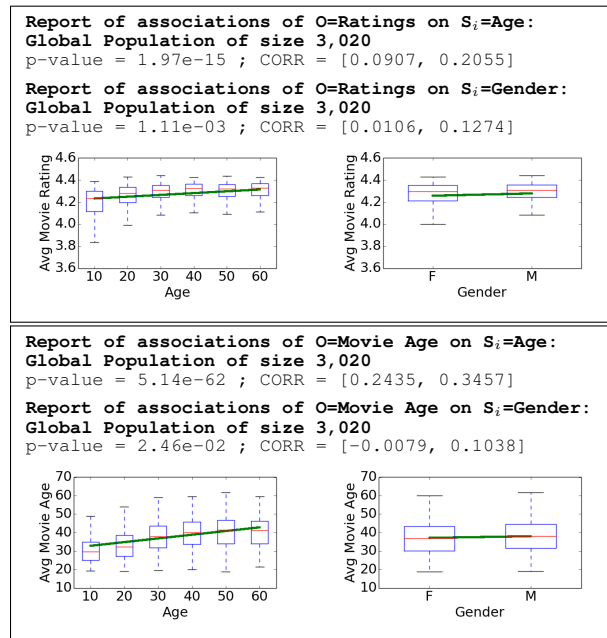 Report of associations of O=Ratings on Sᵢ=Age:
Global Population of size 3,020
p-value = 1.97e-15 ; CORR = [0.0907, 0.2055]
Report of associations of O=Ratings on Sᵢ=Gender:
Global Population of size 3,020
p-value = 1.11e-03 ; CORR = [0.0106, 0.1274]
Avg Movie Rating
4.6
4.4
4.2
4.0
3.8
3.6
10 20 30 40 50 60
Age
Avg Movie Rating
4.6
4.4
4.2
4.0
3.8
3.6
F M
Gender
Report of associations of O=Movie Age on Sᵢ=Age:
Global Population of size 3,020
p-value = 5.14e-62 ; CORR = [0.2435, 0.3457]
Report of associations of O=Movie Age on Sᵢ=Gender:
Global Population of size 3,020
p-value = 2.46e-02 ; CORR = [-0.0079, 0.1038]
Avg Movie Age
70
60
50
40
30
20
10
10 20 30 40 50 60
Age
Avg Movie Age
70
60
50
40
30
20
10
F M
Gender